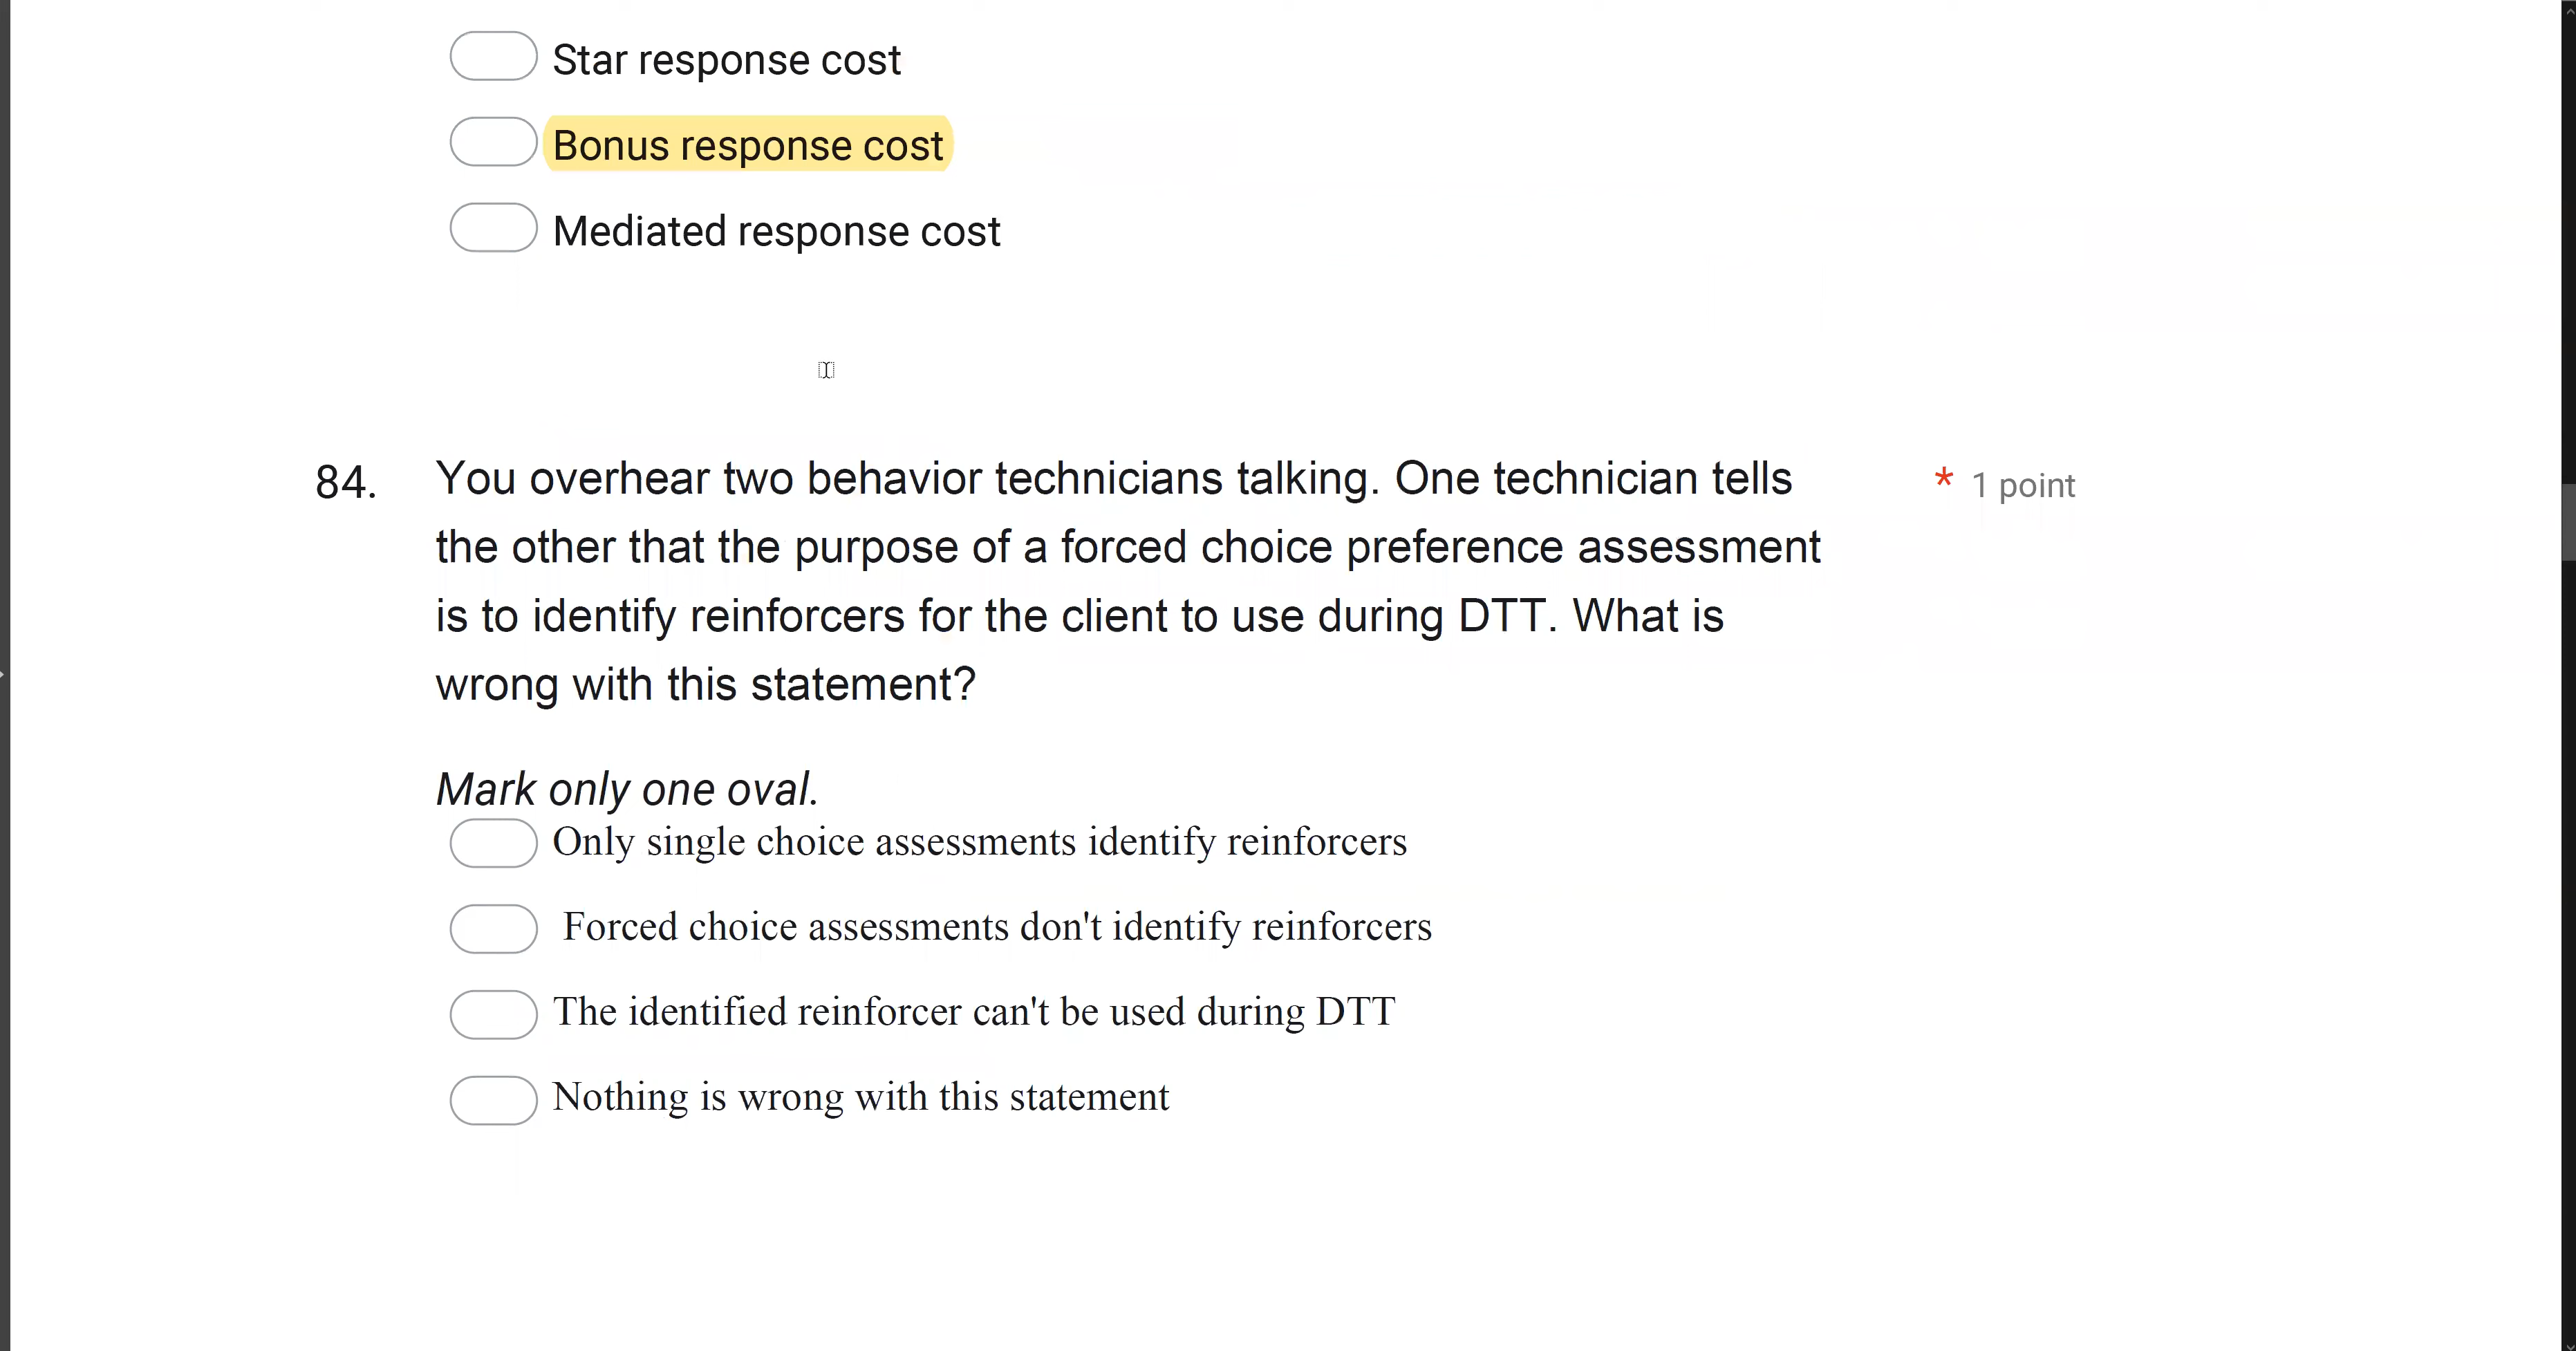 Star response cost
Bonus response cost
Mediated response cost
84. You overhear two behavior technicians talking. One technician tells * 1 point
the other that the purpose of a forced choice preference assessment
is to identify reinforcers for the client to use during DTT. What is
wrong with this statement?
Mark only one oval.
Only single choice assessments identify reinforcers
Forced choice assessments don't identify reinforcers
The identified reinforcer can't be used during DTT
Nothing is wrong with this statement